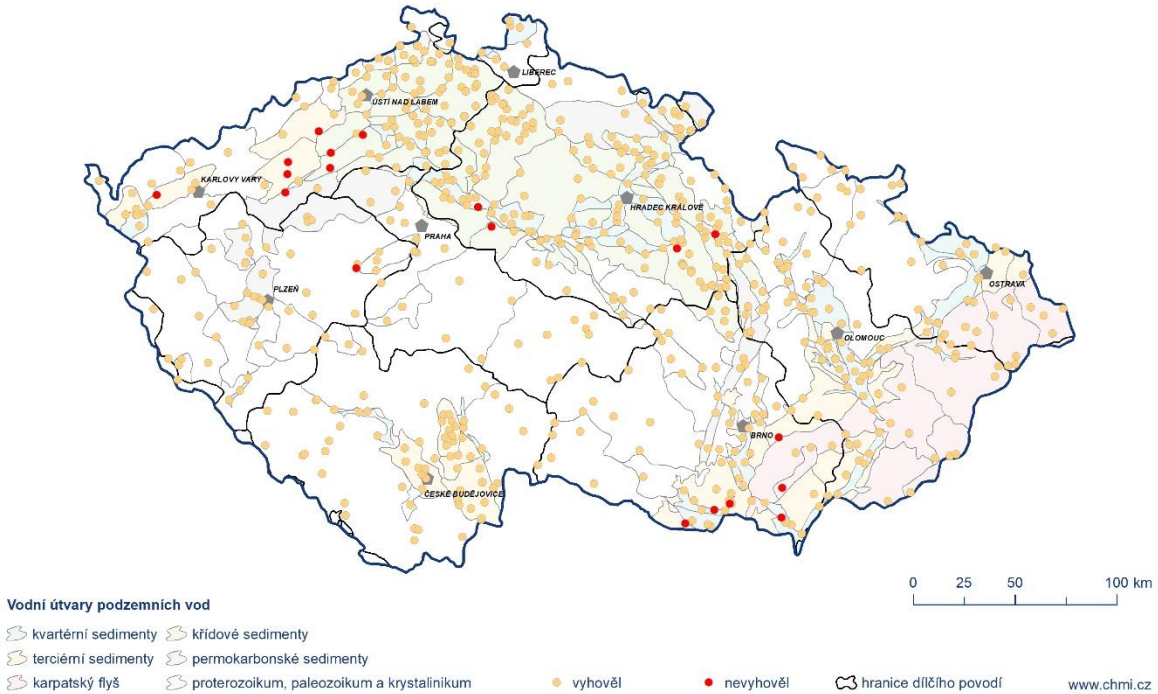 LIBEREC
ÚSTÍ NAD LABEM
KARLOVY VARY
HRADEC KRÁLOVÉ
PRAHA
PLZEŇ
OSTRAVA
OLOMOUC
BRNO
ČESKÉ BUDĚJOVICE
0 25 50 100 km
Vodní útvary podzemních vod
kvartérní sedimenty křídové sedimenty
terciérní sedimenty permokarbonské sedimenty
karpatský flyš proterozoikum, paleozoikum a krystalinikum vyhověl nevyhověl hranice dílčího povodí www.chmi.cz